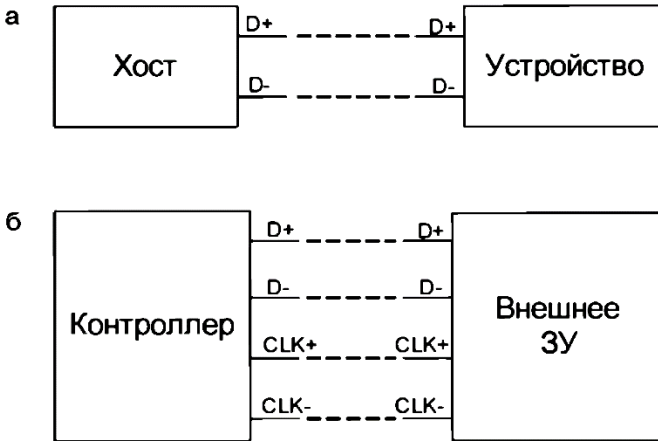 а
D+ D+
Хост Устройство
D- D-
б
D+ D+
D- D-
Контроллер Внешнее
ЗУ
CLK+ CLK+
CLK- CLK-